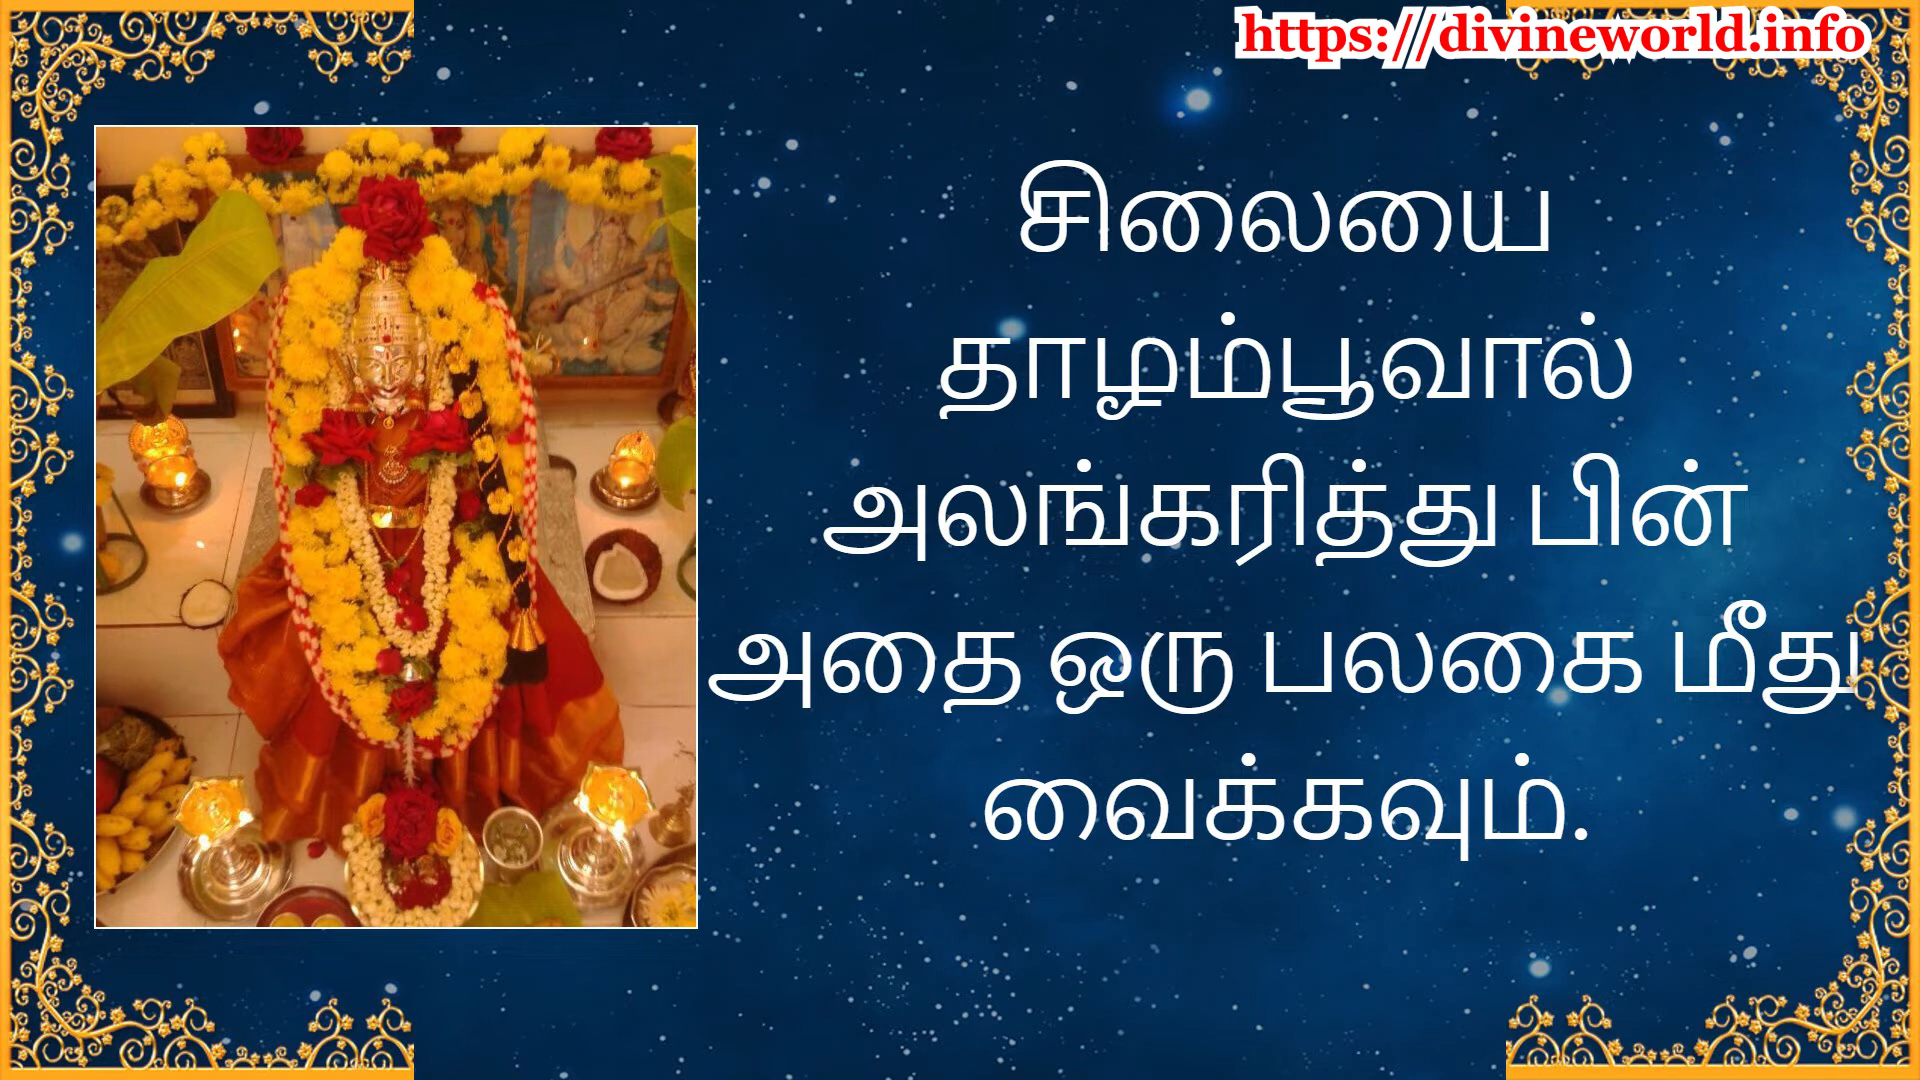 https://divineworld.info
சிலையை
தாழம்பூவால்
அலங்கரித்து பின்
அதை ஒரு பலகை மீது
வைக்கவும்.